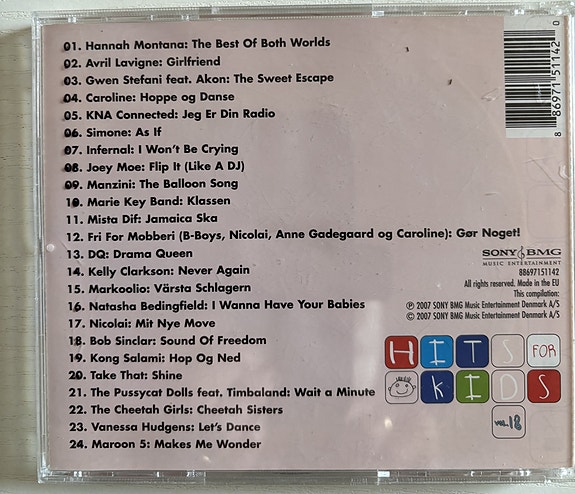 01. Hannah Montana: The Best Of Both Worlds
02. Avril Lavigne: Girlfriend
03. Gwen Stefani feat. Akon: The Sweet Escape
04. Caroline: Hoppe og Danse
05. KNA Connected: Jeg Er Din Radio
06. Simone: As If
07. Infernal: I Won't Be Crying
08. Joey Moe: Flip It (Like A DJ)
09. Manzini: The Balloon Song
10. Marie Key Band: Klassen
11. Mista Dif: Jamaica Ska
12. Fri For Mobberi (B-Boys, Nicolai, Anne Gadegaard og Caroline): Gør Noget!
13. DQ: Drama Queen
14. Kelly Clarkson: Never Again
15. Markoolio: Värsta Schlagern
16. Natasha Bedingfield: I Wanna Have Your Babies
17. Nicolai: Mit Nye Move
18. Bob Sinclar: Sound Of Freedom
19. Kong Salami: Hop Og Ned
20. Take That: Shine
21. The Pussycat Dolls feat. Timbaland: Wait a Minute
22. The Cheetah Girls: Cheetah Sisters
23. Vanessa Hudgens: Let's Dance
24. Maroon 5: Makes Me Wonder
8 86971 51142 0
SONY BMG
MUSIC ENTERTAINMENT
88697151142
All rights reserved. Made in the EU
This compilation:
℗ 2007 SONY BMG Music Entertainment Denmark A/S
© 2007 SONY BMG Music Entertainment Denmark A/S
HITS FOR
KIDS
vol. 18